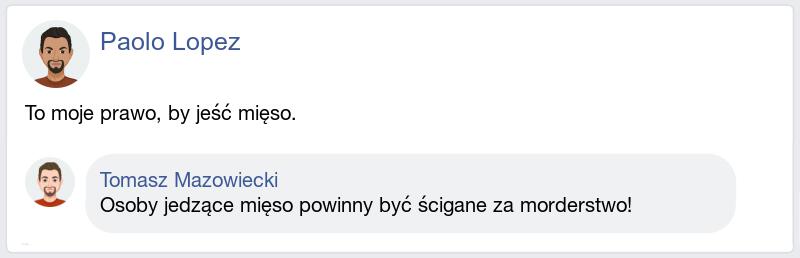 Paolo Lopez
To moje prawo, by jeść mięso.
Tomasz Mazowiecki
Osoby jedzące mięso powinny być ścigane za morderstwo!